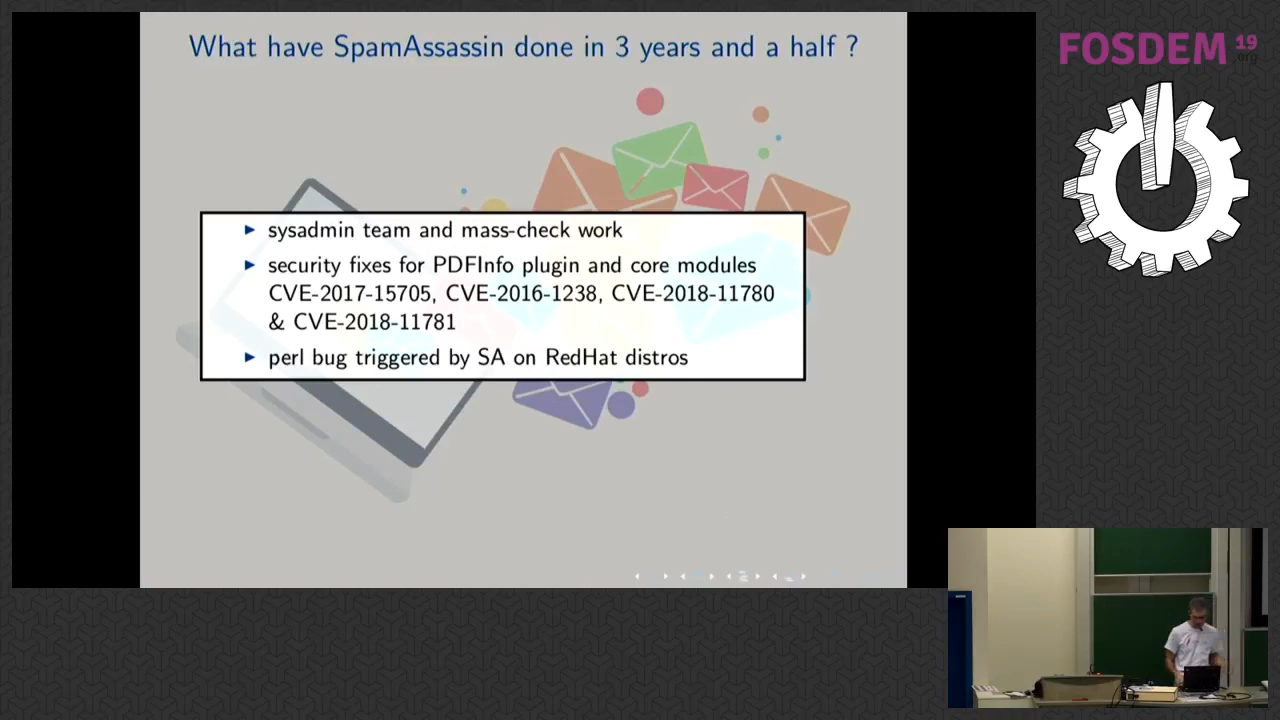 What have SpamAssassin done in 3 years and a half ?
FOSDEM 19
.org
sysadmin team and mass-check work
security fixes for PDFInfo plugin and core modules
CVE-2017-15705, CVE-2016-1238, CVE-2018-11780
& CVE-2018-11781
perl bug triggered by SA on RedHat distros